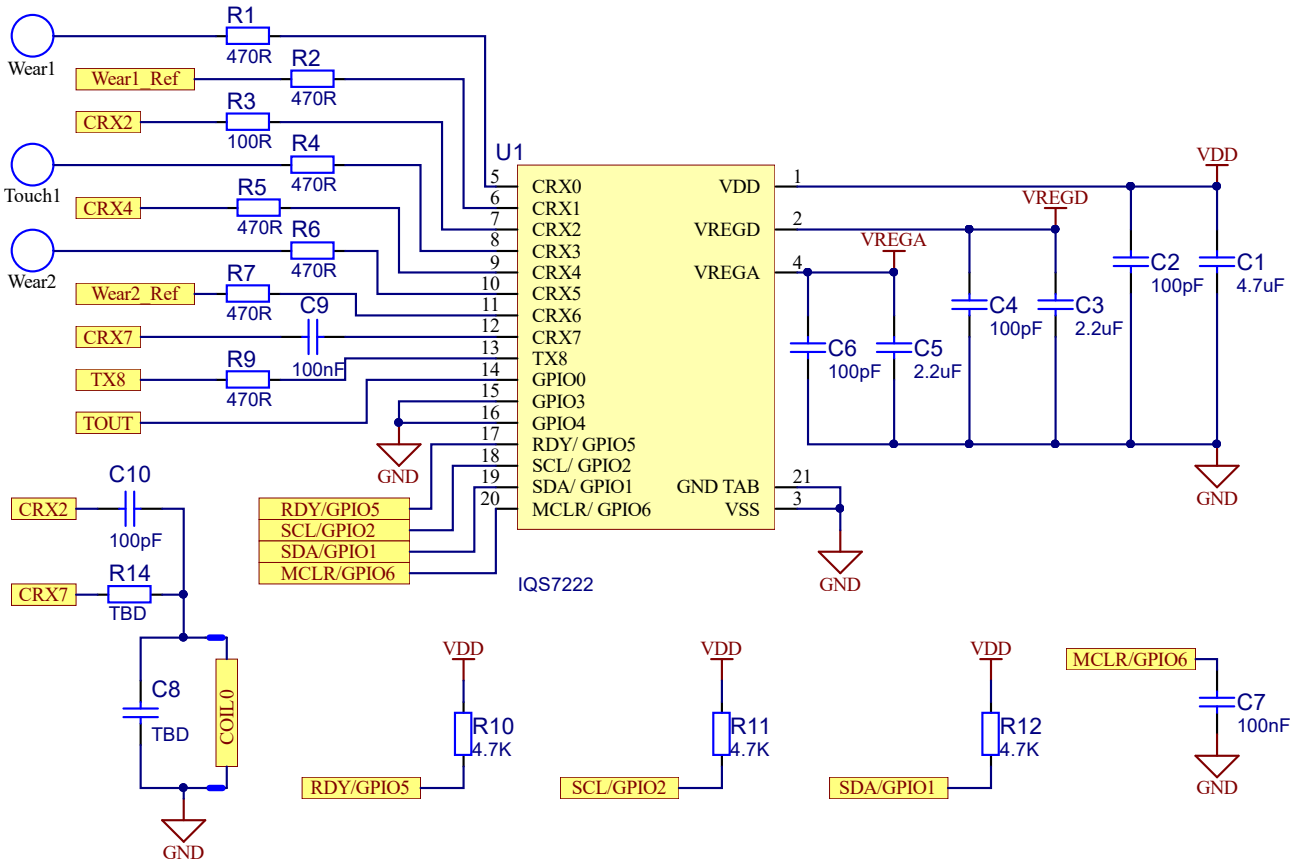 R1
470R
Wear1
R2
Wear1_Ref
470R
R3
CRX2
100R
R4
Touch1
470R
R5
CRX4
470R
R6
Wear2
470R
R7
Wear2_Ref
470R
C9
CRX7
100nF
R9
TX8
470R
TOUT
GND
U1
5 CRX0
6 CRX1
7 CRX2
8 CRX3
9 CRX4
10 CRX5
11 CRX6
12 CRX7
13 TX8
14 GPIO0
15 GPIO3
16 GPIO4
17 RDY/ GPIO5
18 SCL/ GPIO2
19 SDA/ GPIO1
20 MCLR/ GPIO6
VDD 1
VREGD 2
VREGA 4
GND TAB 21
VSS 3
IQS7222
VDD
VREGD
VREGA
C2
100pF
C1
4.7uF
C4
100pF
C3
2.2uF
C6
100pF
C5
2.2uF
GND
GND
RDY/GPIO5
SCL/GPIO2
SDA/GPIO1
MCLR/GPIO6
C10
CRX2
100pF
R14
CRX7
TBD
C8
TBD
COIL0
GND
VDD
R10
4.7K
RDY/GPIO5
VDD
R11
4.7K
SCL/GPIO2
VDD
R12
4.7K
SDA/GPIO1
MCLR/GPIO6
C7
100nF
GND